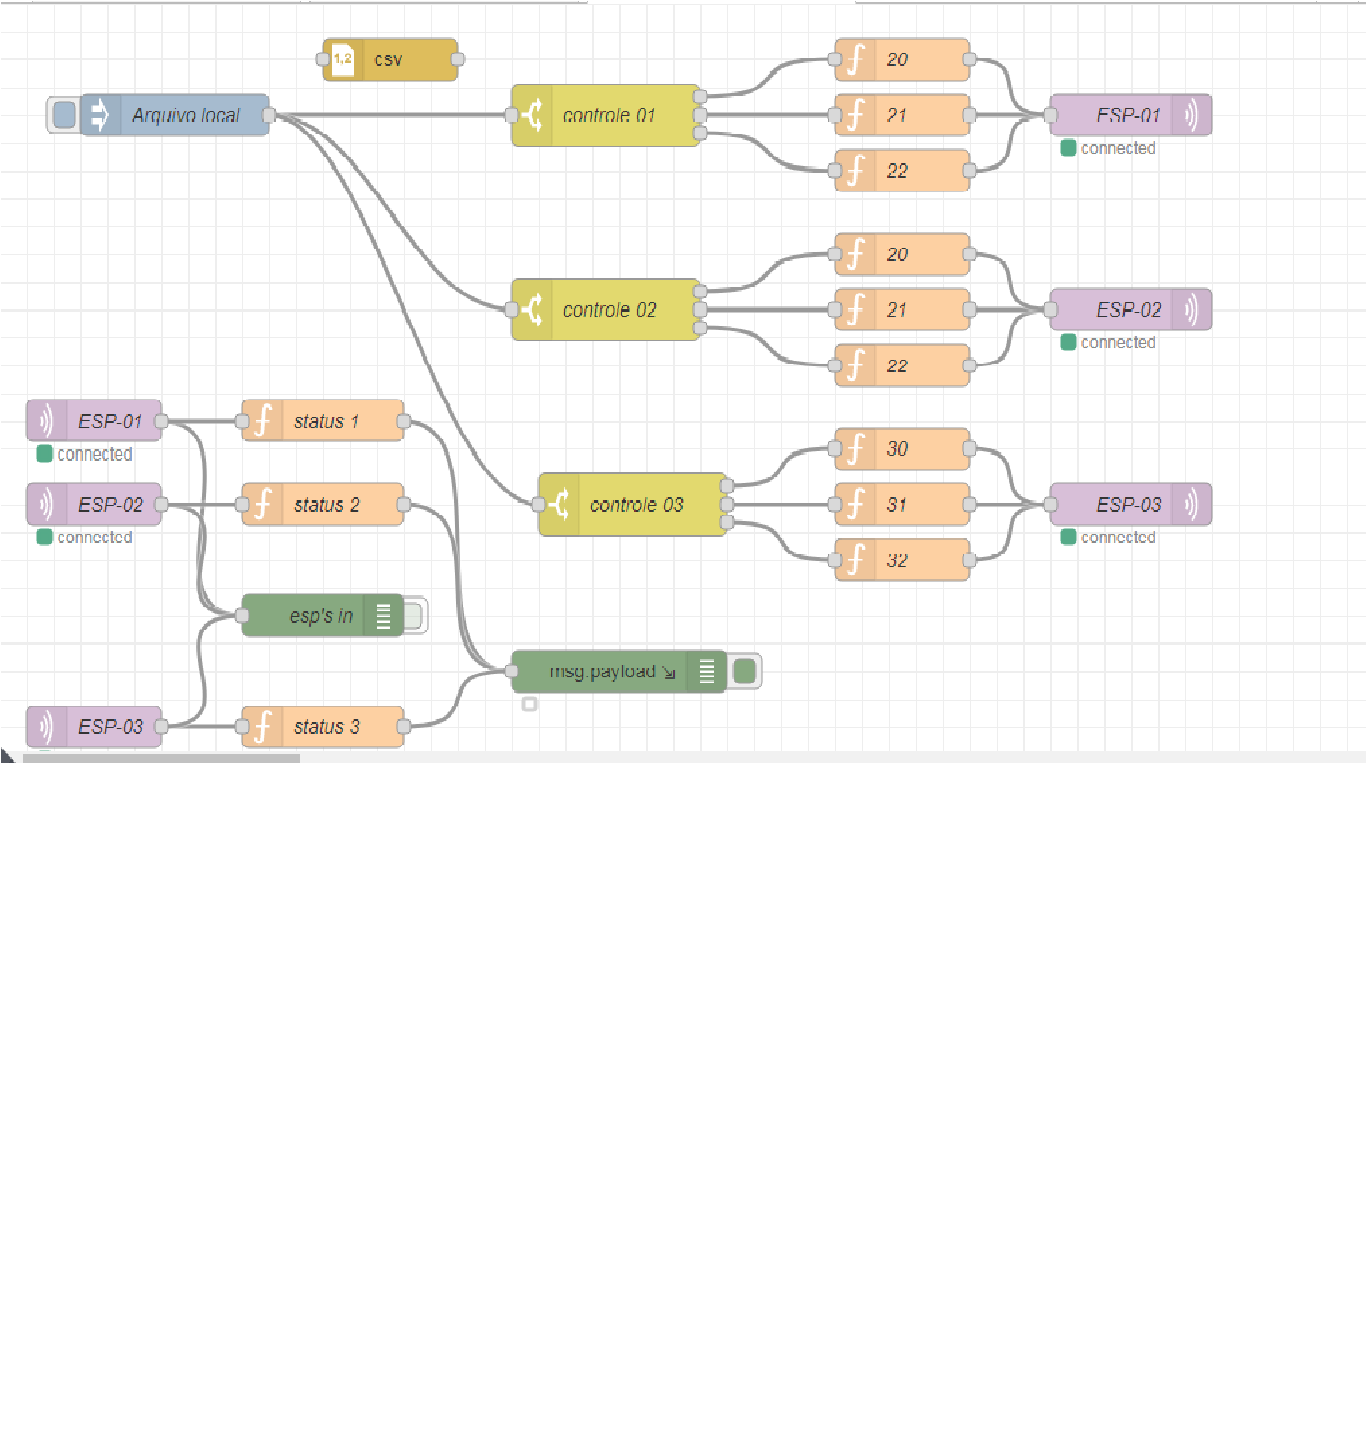 1,2 csv
Arquivo local
controle 01
20
21
22
ESP-01
connected
controle 02
20
21
22
ESP-02
connected
controle 03
30
31
32
ESP-03
connected
ESP-01
connected
status 1
ESP-02
connected
status 2
esp's in
msg.payload
ESP-03
status 3